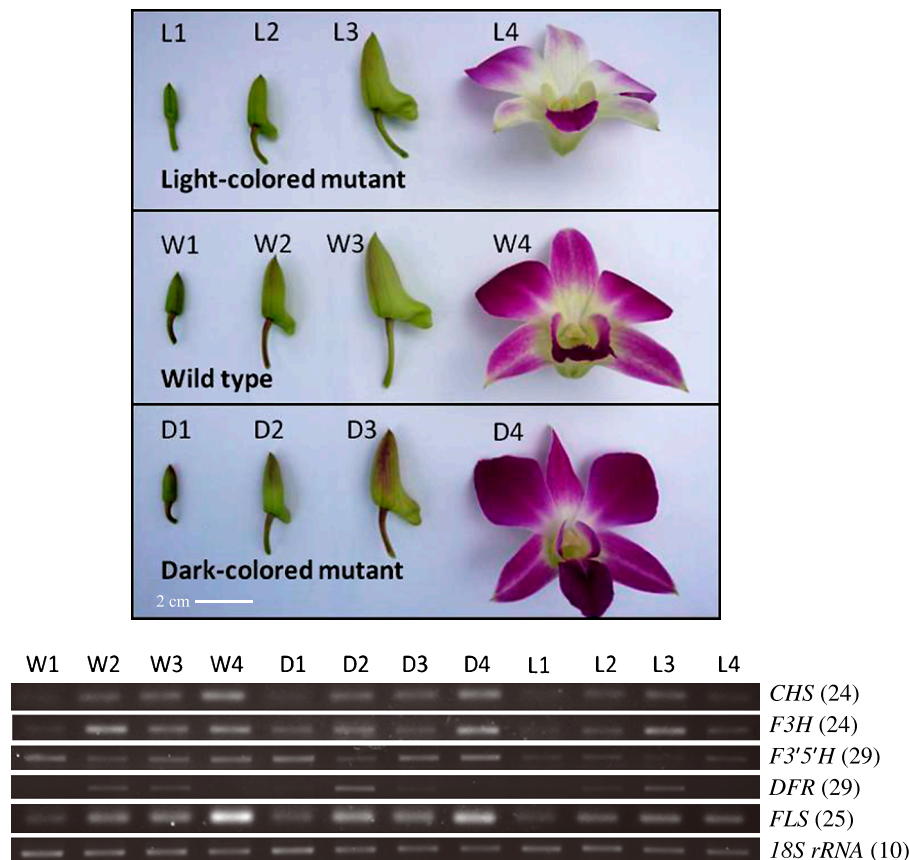 L1 L2 L3 L4
Light-colored mutant
W1 W2 W3 W4
Wild type
D1 D2 D3 D4
Dark-colored mutant
2 cm
W1 W2 W3 W4 D1 D2 D3 D4 L1 L2 L3 L4
CHS (24)
F3H (24)
F3'5'H (29)
DFR (29)
FLS (25)
18S rRNA (10)